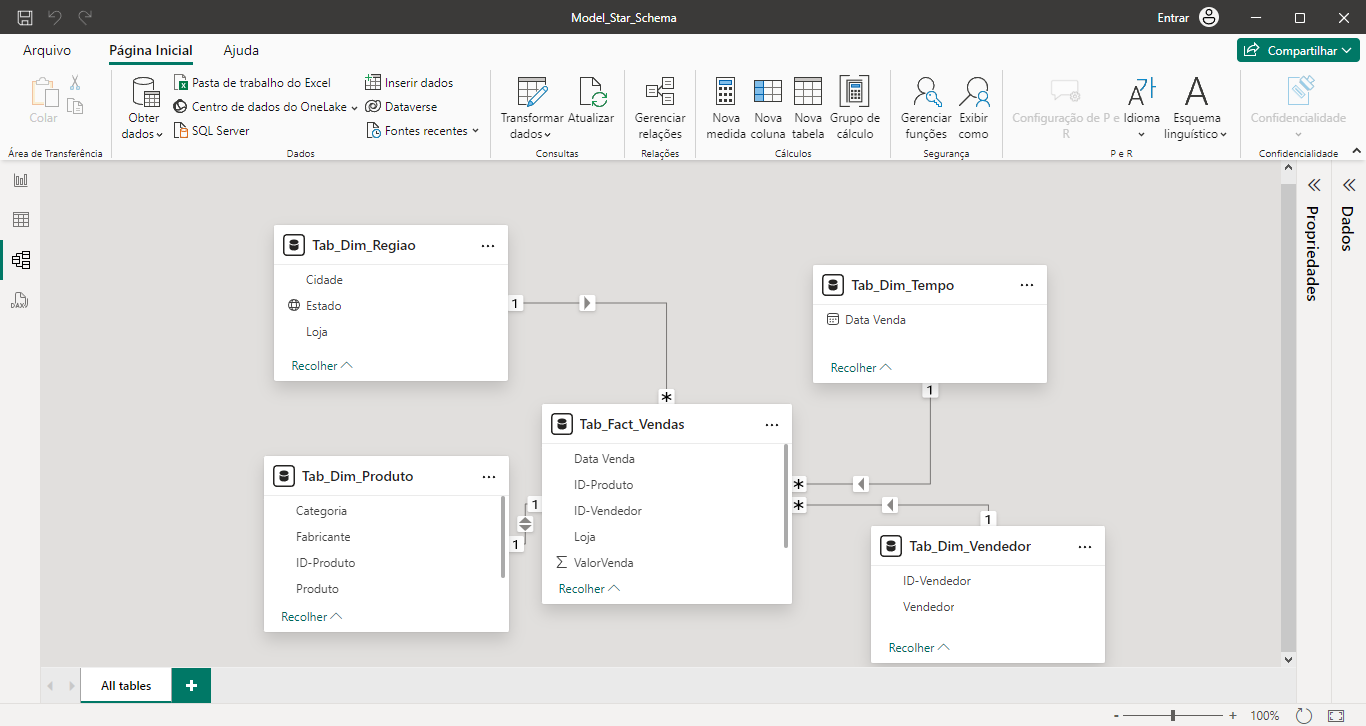 Model_Star_Schema
Entrar
Arquivo
Página Inicial
Ajuda
Compartilhar
Colar
Área de Transferência
Obter
dados
Pasta de trabalho do Excel
Centro de dados do OneLake
SQL Server
Inserir dados
Dataverse
Fontes recentes
Dados
Transformar
dados
Atualizar
Consultas
Gerenciar
relações
Relações
Nova
medida
Nova
coluna
Nova
tabela
Grupo de
cálculo
Cálculos
Gerenciar
funções
Exibir
como
Segurança
Configuração de P e
R
Idioma
Esquema
linguístico
P e R
Confidencialidade
Confidencialidade
DAX
Tab_Dim_Regiao
Cidade
Estado
Loja
Recolher
1
*
Tab_Dim_Tempo
Data Venda
Recolher
1
*
Tab_Fact_Vendas
Data Venda
ID-Produto
ID-Vendedor
Loja
ValorVenda
Recolher
Tab_Dim_Produto
Categoria
Fabricante
ID-Produto
Produto
Recolher
1
1
*
1
Tab_Dim_Vendedor
ID-Vendedor
Vendedor
Recolher
Propriedades
Dados
All tables
+
- + 100%